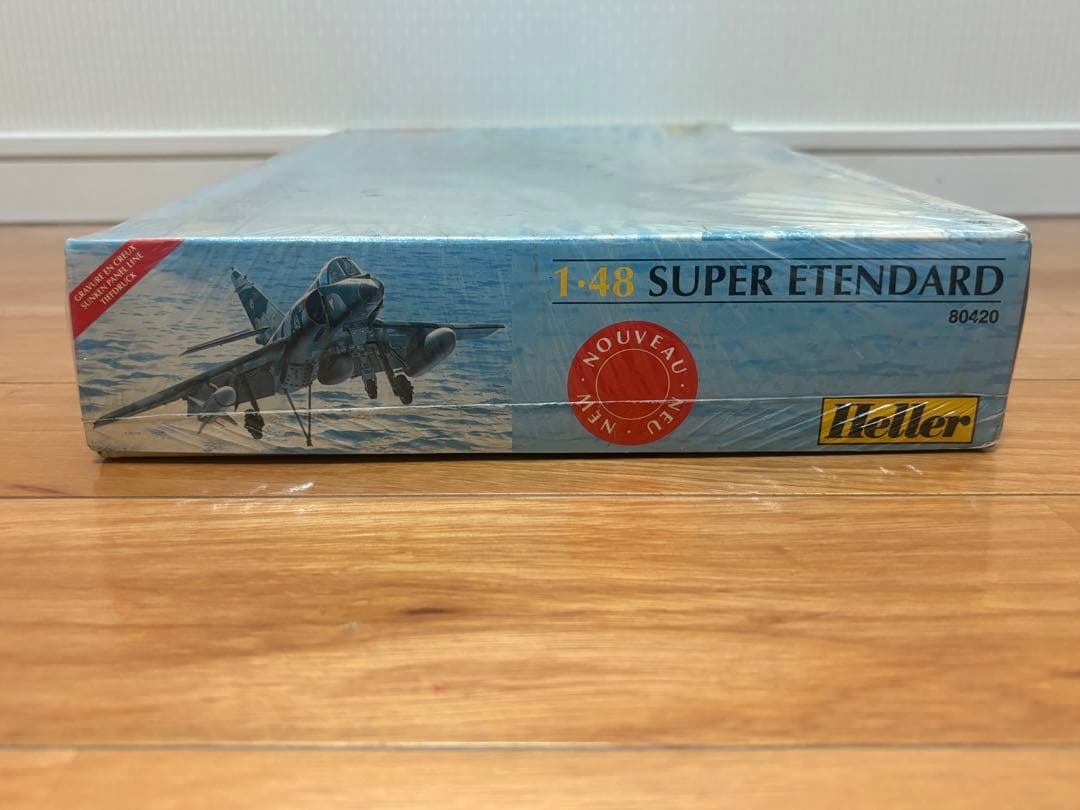 GRAVURE EN CREUX
SUNKEN PANEL LINE
TIEFDRUCK
1·48 SUPER ETENDARD
80420
NOUVEAU · NEU · NEW ·
Heller